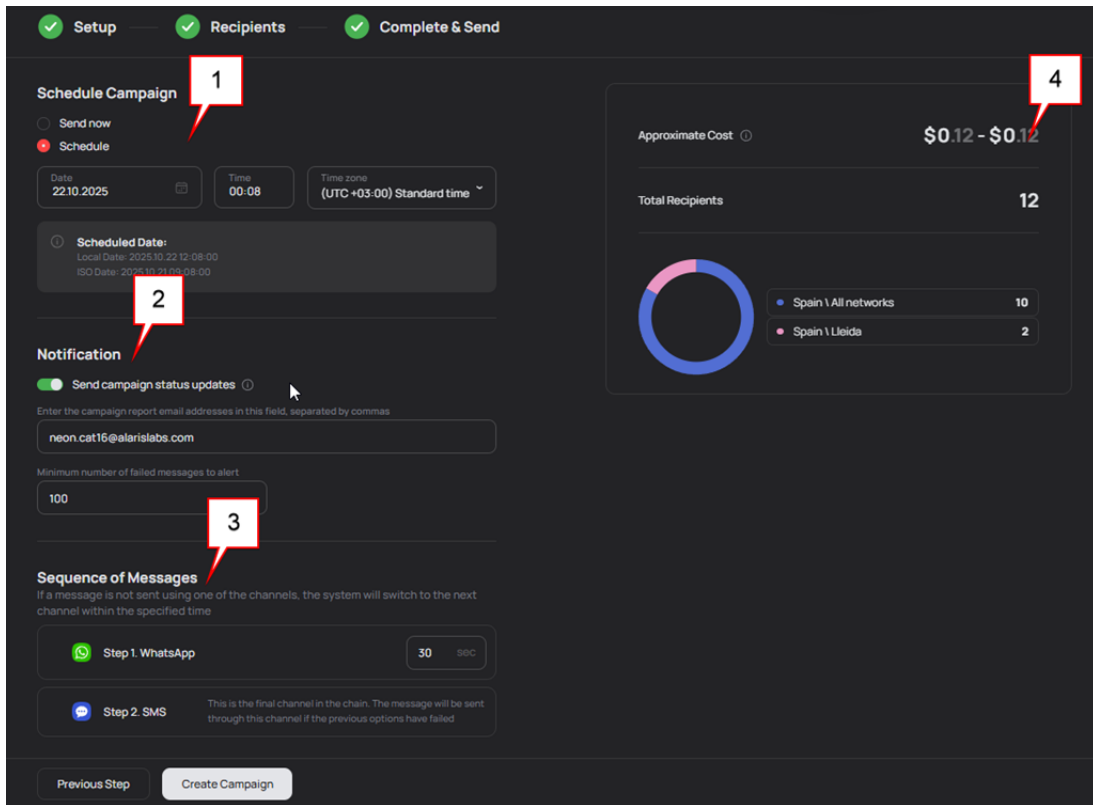 Setup
Recipients
Complete & Send
1
Schedule Campaign
Send now
Schedule
Date
22.10.2025
Time
00:08
Time zone
(UTC +03:00) Standard time
Scheduled Date:
Local Date: 2025.10.22 12:08:00
ISO Date: 2025.10.21 09:08:00
2
Notification
Send campaign status updates
Enter the campaign report email addresses in this field, separated by commas
neon.cat16@alarislabs.com
Minimum number of failed messages to alert
100
3
Sequence of Messages
If a message is not sent using one of the channels, the system will switch to the next
channel within the specified time
Step 1. WhatsApp
30 sec
Step 2. SMS
This is the final channel in the chain. The message will be sent
through this channel if the previous options have failed
Previous Step
Create Campaign
4
Approximate Cost
$0.12 - $0.12
Total Recipients
12
Spain \ All networks
10
Spain \ Lleida
2